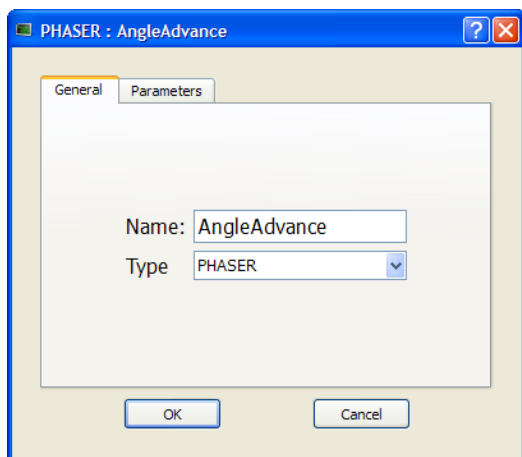 PHASER : AngleAdvance
General Parameters
Name: AngleAdvance
Type PHASER
OK Cancel